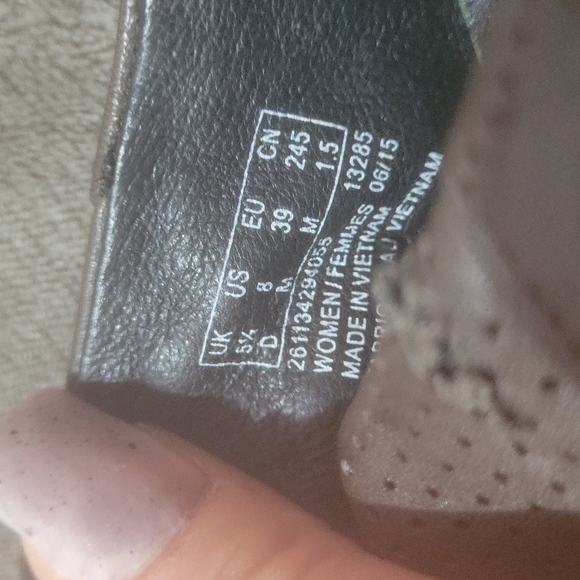 UK US EU CN
5½ 8 39 245
D M M 1.5
261134294055
WOMEN / FEMMES 13285
MADE IN VIETNAM 06/15
AU VIETNAM